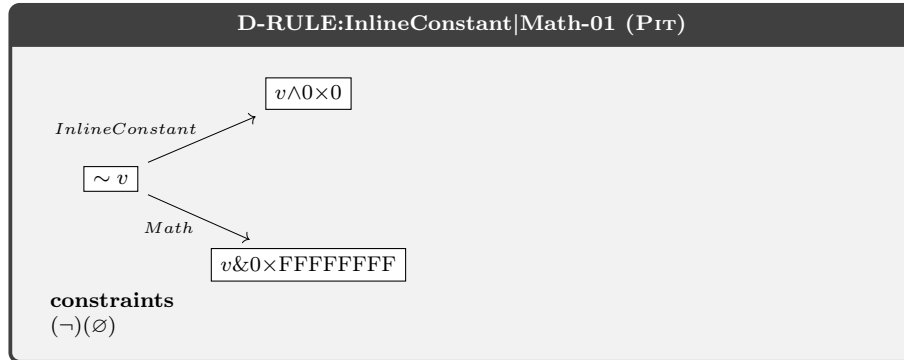 D-RULE:InlineConstant|Math-01 (PIT)
v∧0×0
InlineConstant
∼ v
Math
v&0×FFFFFFFF
constraints
(¬)(∅)